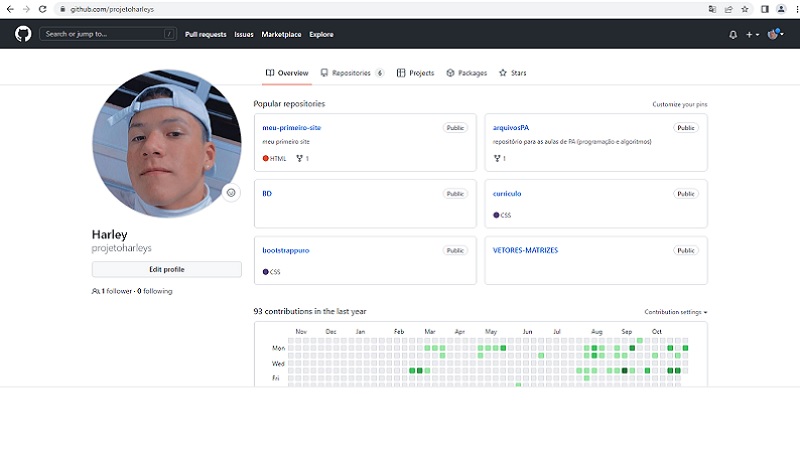 github.com/projetoharleys
Search or jump to... /
Pull requests Issues Marketplace Explore
Overview Repositories 6 Projects Packages Stars
Popular repositories
Customize your pins
meu-primeiro-site Public
meu primeiro site
HTML 1
arquivosPA Public
repositório para as aulas de PA (programação e algoritmos)
1
BD Public
curriculo Public
CSS
bootstrappuro Public
CSS
VETORES-MATRIZES Public
Harley
projetoharleys
Edit profile
1 follower · 0 following
93 contributions in the last year
Contribution settings
Nov Dec Jan Feb Mar Apr May Jun Jul Aug Sep Oct
Mon
Wed
Fri